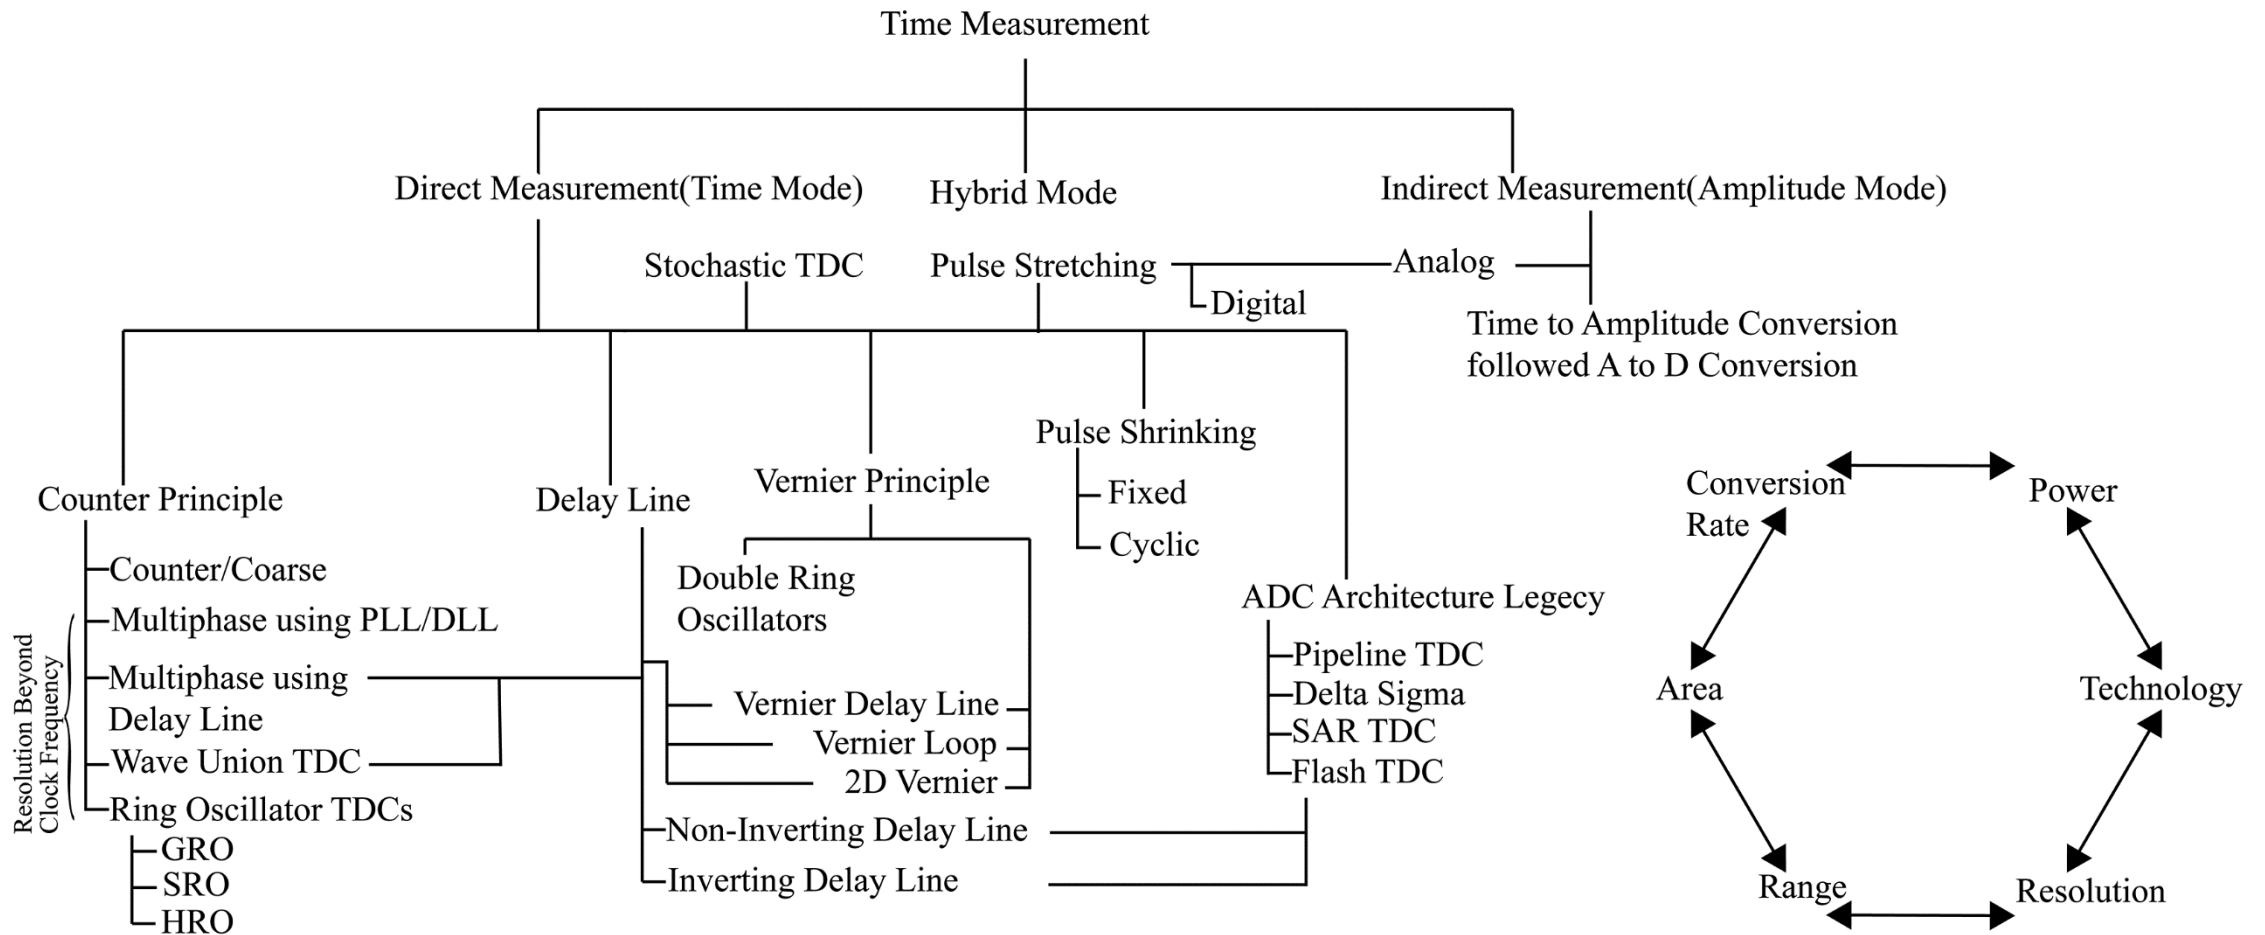 Time Measurement
Direct Measurement(Time Mode)
Hybrid Mode
Indirect Measurement(Amplitude Mode)
Stochastic TDC
Pulse Stretching
Analog
Digital
Time to Amplitude Conversion
followed A to D Conversion
Pulse Shrinking
Fixed
Cyclic
Counter Principle
Delay Line
Vernier Principle
Counter/Coarse
Multiphase using PLL/DLL
Multiphase using
Delay Line
Wave Union TDC
Ring Oscillator TDCs
GRO
SRO
HRO
Resolution Beyond
Clock Frequency
Double Ring
Oscillators
Vernier Delay Line
Vernier Loop
2D Vernier
Non-Inverting Delay Line
Inverting Delay Line
ADC Architecture Legecy
Pipeline TDC
Delta Sigma
SAR TDC
Flash TDC
Conversion
Rate
Power
Area
Technology
Range
Resolution